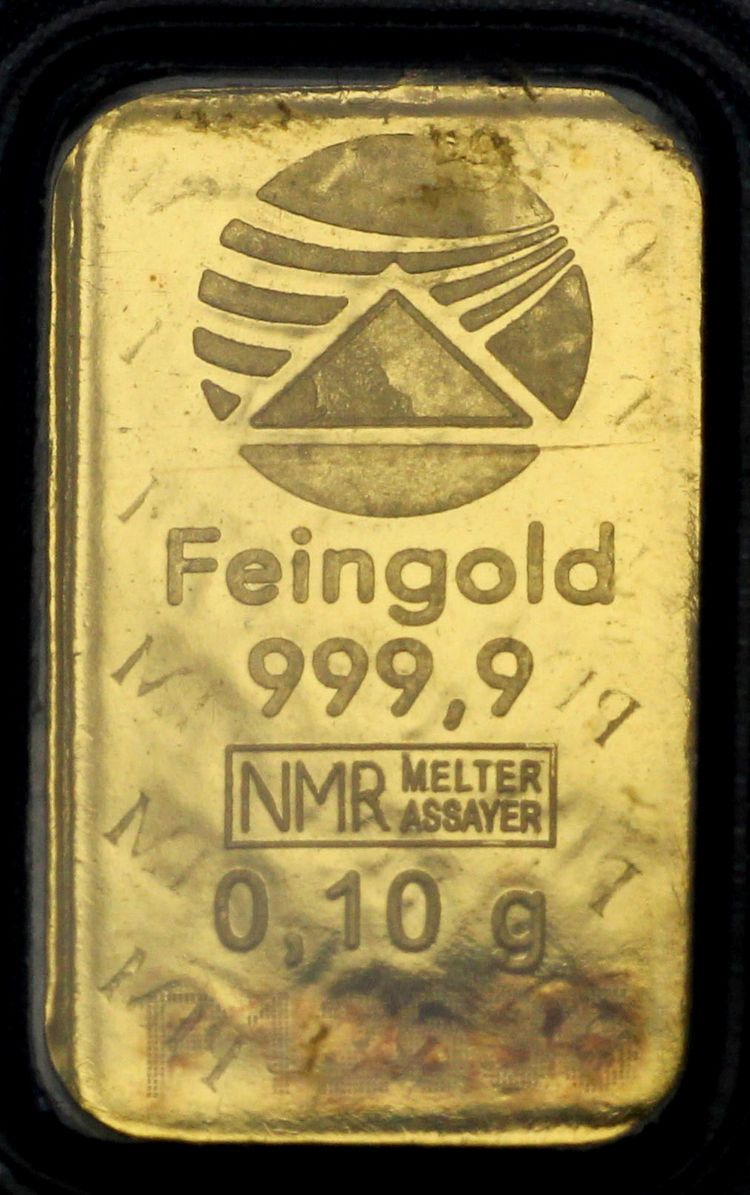 Feingold
999,9
NMR MELTER
ASSAYER
0,10 g